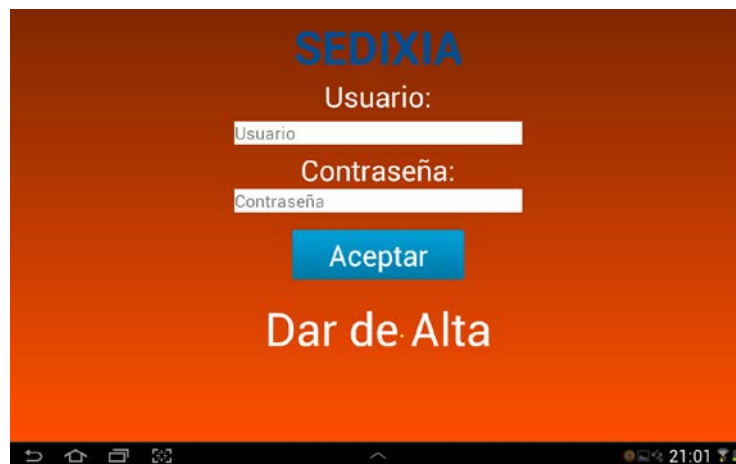 SEDIXIA
Usuario:
Usuario
Contraseña:
Contraseña
Aceptar
Dar de Alta
21:01